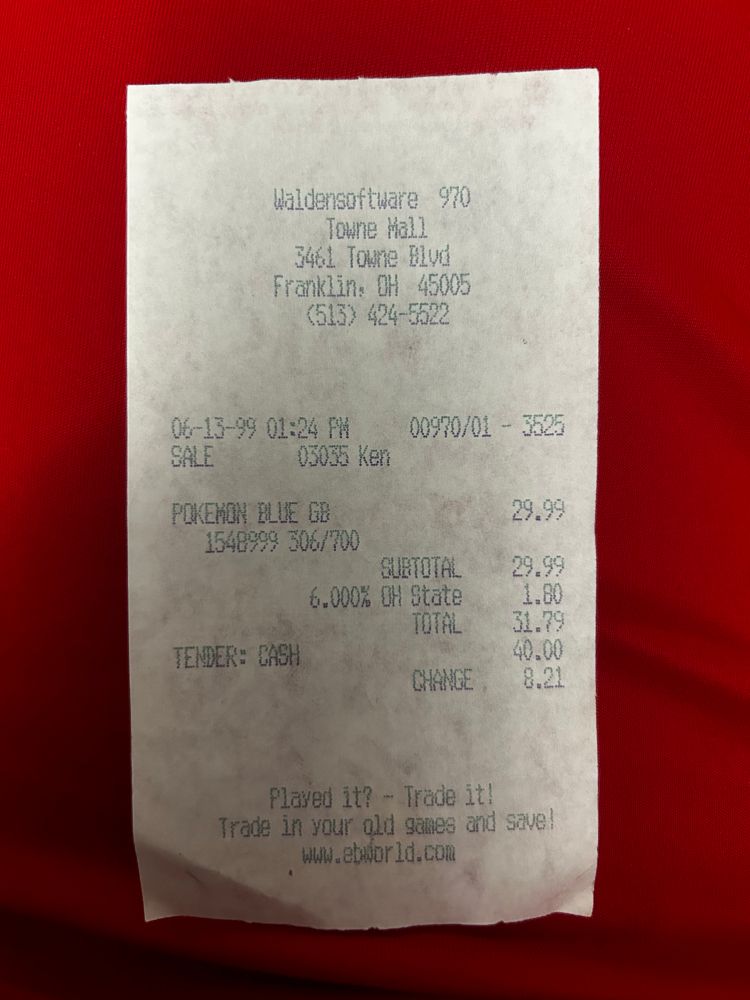 Waldensoftware 970
Towne Mall
3461 Towne Blvd
Franklin, OH 45005
(513) 424-5522
06-13-99 01:24 PM 00970/01 - 3525
SALE 03035 Ken
POKEMON BLUE GB 29.99
1548999 306/700
SUBTOTAL 29.99
6.000% OH State 1.80
TOTAL 31.79
TENDER: CASH 40.00
CHANGE 8.21
Played it? - Trade it!
Trade in your old games and save!
www.ebworld.com